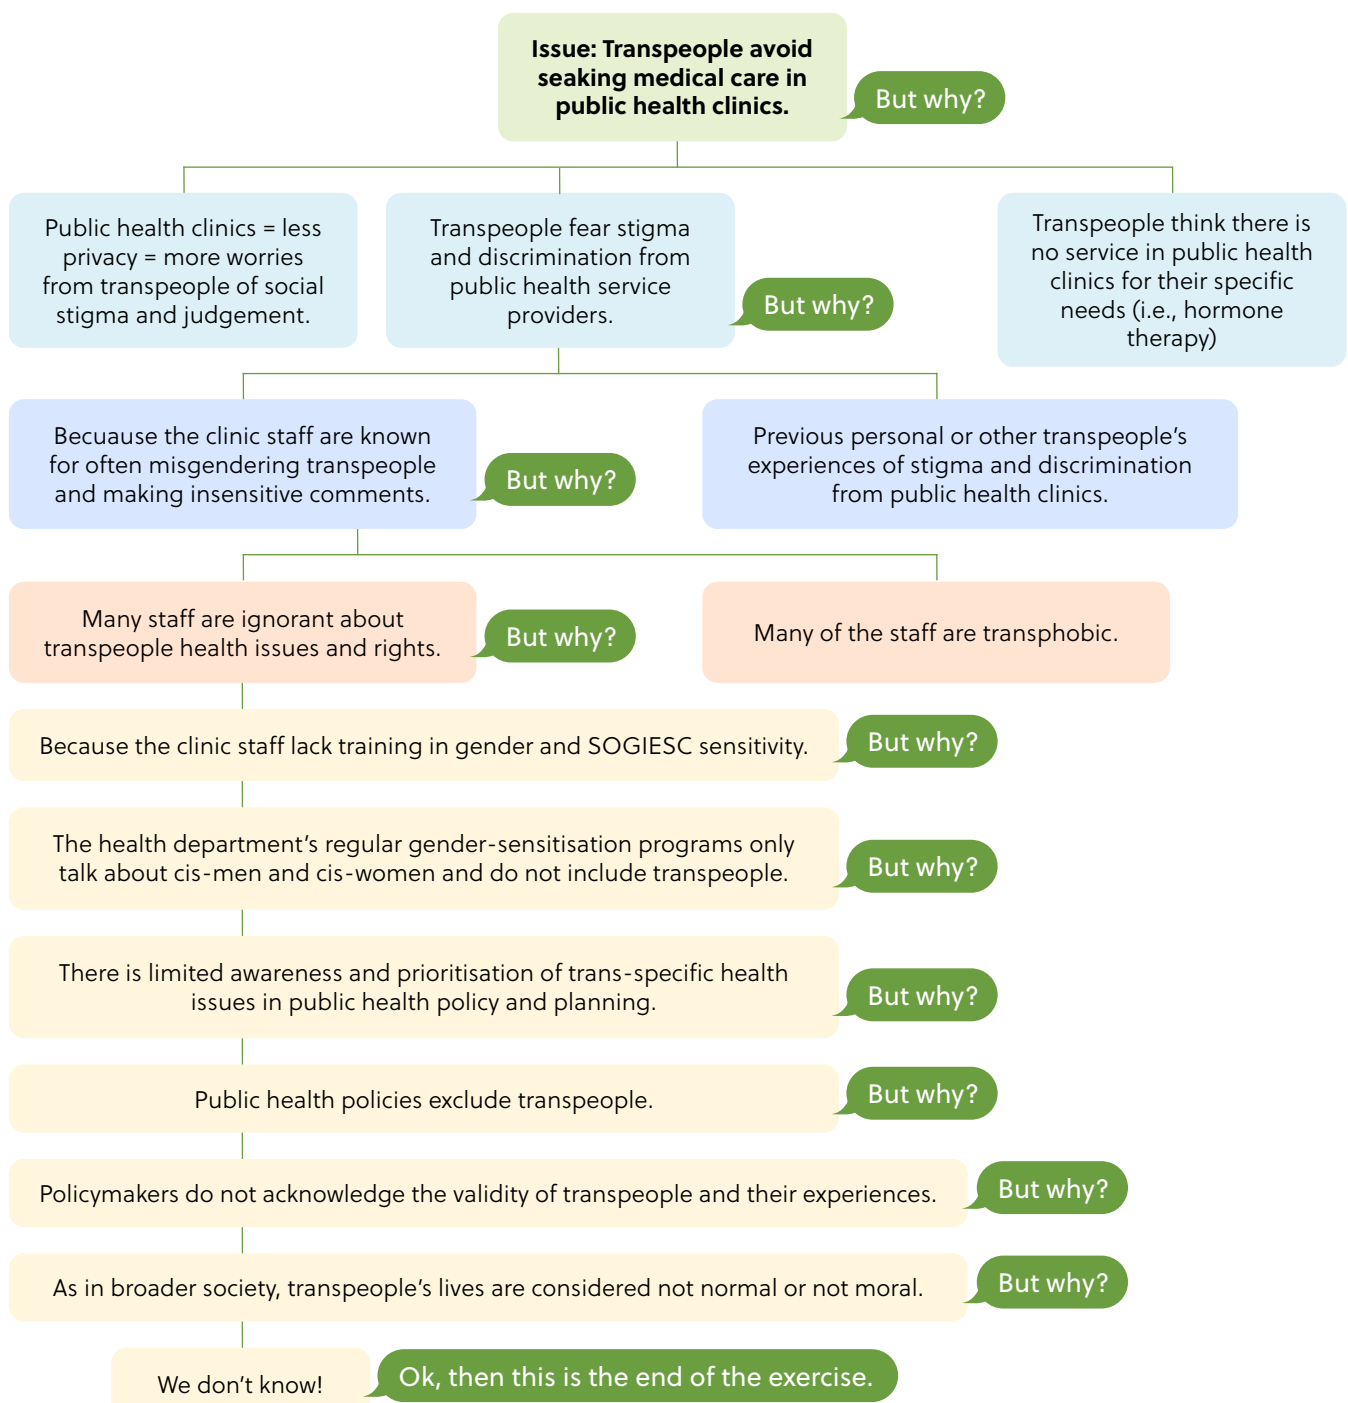 Issue: Transpeople avoid
seaking medical care in
public health clinics.
But why?
Public health clinics = less
privacy = more worries
from transpeople of social
stigma and judgement.
Transpeople fear stigma
and discrimination from
public health service
providers.
But why?
Transpeople think there is
no service in public health
clinics for their specific
needs (i.e., hormone
therapy)
Becuause the clinic staff are known
for often misgendering transpeople
and making insensitive comments.
But why?
Previous personal or other transpeople’s
experiences of stigma and discrimination
from public health clinics.
Many staff are ignorant about
transpeople health issues and rights.
But why?
Many of the staff are transphobic.
Because the clinic staff lack training in gender and SOGIESC sensitivity.
But why?
The health department’s regular gender-sensitisation programs only
talk about cis-men and cis-women and do not include transpeople.
But why?
There is limited awareness and prioritisation of trans-specific health
issues in public health policy and planning.
But why?
Public health policies exclude transpeople.
But why?
Policymakers do not acknowledge the validity of transpeople and their experiences.
But why?
As in broader society, transpeople’s lives are considered not normal or not moral.
But why?
We don’t know!
Ok, then this is the end of the exercise.